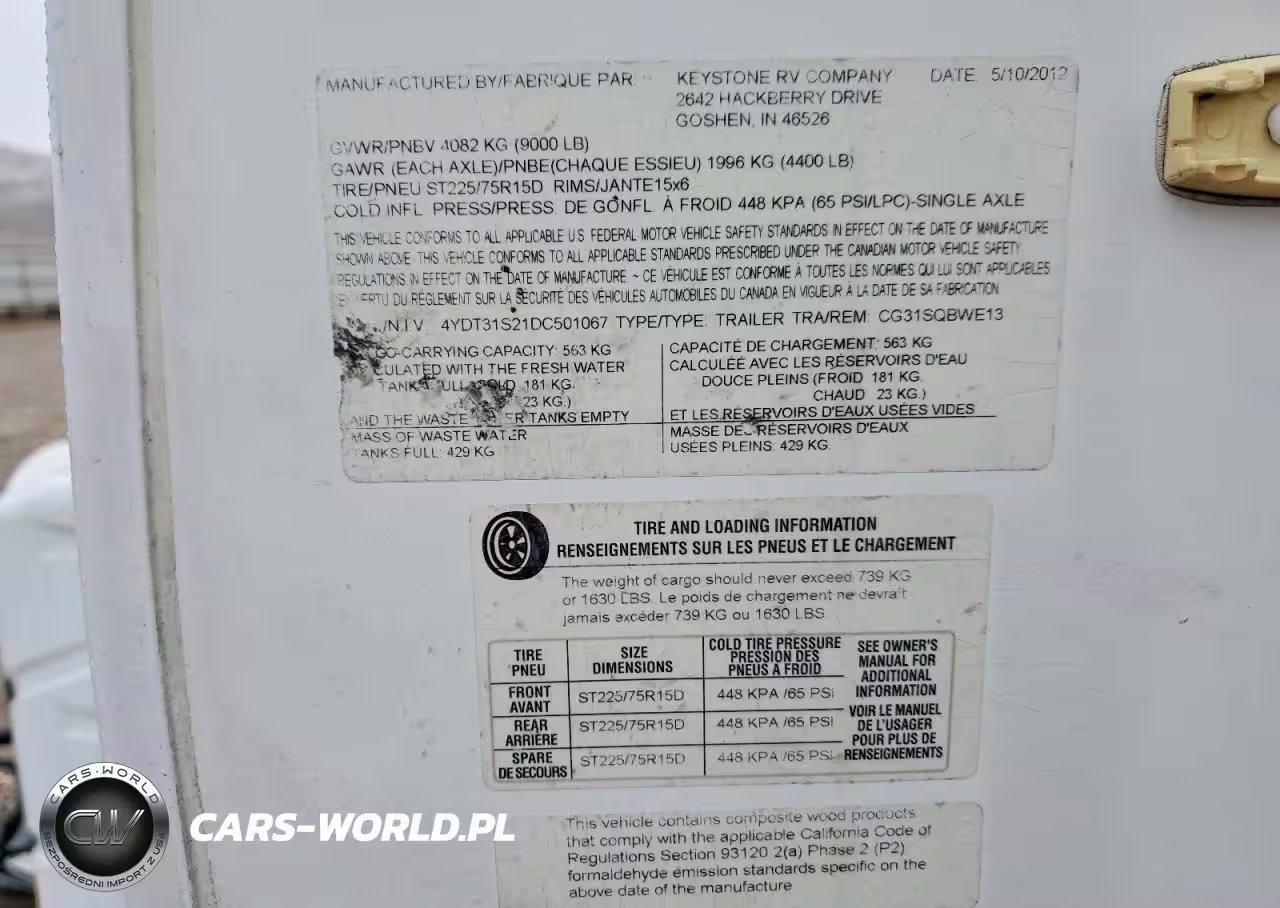 MANUFACTURED BY/FABRIQUE PAR: KEYSTONE RV COMPANY DATE 5/10/2012
2642 HACKBERRY DRIVE
GOSHEN, IN 46526
GVWR/PNBV 4082 KG (9000 LB)
GAWR (EACH AXLE)/PNBE(CHAQUE ESSIEU) 1996 KG (4400 LB)
TIRE/PNEU ST225/75R15D RIMS/JANTE15x6
COLD INFL PRESS/PRESS. DE GONFL. À FROID 448 KPA (65 PSI/LPC)-SINGLE AXLE
THIS VEHICLE CONFORMS TO ALL APPLICABLE U.S. FEDERAL MOTOR VEHICLE SAFETY STANDARDS IN EFFECT ON THE DATE OF MANUFACTURE
SHOWN ABOVE. THIS VEHICLE CONFORMS TO ALL APPLICABLE STANDARDS PRESCRIBED UNDER THE CANADIAN MOTOR VEHICLE SAFETY
REGULATIONS IN EFFECT ON THE DATE OF MANUFACTURE ~ CE VÉHICULE EST CONFORME À TOUTES LES NORMES QUI LUI SONT APPLICABLES
EN VERTU DU RÈGLEMENT SUR LA SÉCURITÉ DES VÉHICULES AUTOMOBILES DU CANADA EN VIGUEUR À LA DATE DE SA FABRICATION.
/N.I.V 4YDT31S21DC501067 TYPE/TYPE: TRAILER TRA/REM: CG31SQBWE13
GO-CARRYING CAPACITY: 563 KG
CULATED WITH THE FRESH WATER
TANKS FULL 181 KG.
23 KG.)
AND THE WASTE TANKS EMPTY
MASS OF WASTE WATER
TANKS FULL: 429 KG
CAPACITÉ DE CHARGEMENT: 563 KG
CALCULÉE AVEC LES RÉSERVOIRS D'EAU
DOUCE PLEINS (FROID 181 KG.
CHAUD 23 KG.)
ET LES RÉSERVOIRS D'EAUX USÉES VIDES
MASSE DES RÉSERVOIRS D'EAUX
USÉES PLEINS: 429 KG.
TIRE AND LOADING INFORMATION
RENSEIGNEMENTS SUR LES PNEUS ET LE CHARGEMENT
The weight of cargo should never exceed 739 KG
or 1630 LBS. Le poids de chargement ne devrait
jamais excéder 739 KG ou 1630 LBS
TIRE
PNEU
SIZE
DIMENSIONS
COLD TIRE PRESSURE
PRESSION DES
PNEUS A FROID
FRONT
AVANT
ST225/75R15D
448 KPA /65 PSI
REAR
ARRIÈRE
ST225/75R15D
448 KPA /65 PSI
SPARE
DE SECOURS
ST225/75R15D
448 KPA /65 PSI
SEE OWNER'S
MANUAL FOR
ADDITIONAL
INFORMATION
VOIR LE MANUEL
DE L'USAGER
POUR PLUS DE
RENSEIGNEMENTS
This vehicle contains composite wood products
that comply with the applicable California Code of
Regulations Section 93120 2(a) Phase 2 (P2)
formaldehyde emission standards specific on the
above date of the manufacture
CARS-WORLD
CW
BEZPOŚREDNI IMPORT Z USA
CARS-WORLD.PL